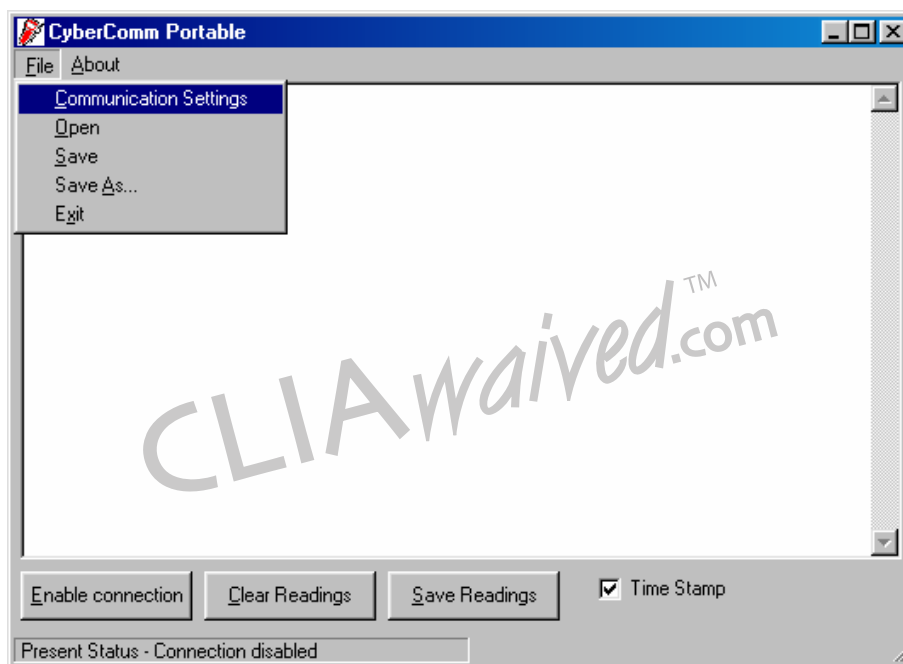 CyberComm Portable
File About
Communication Settings
Open
Save
Save As...
Exit
CLIAwaived.com™
Enable connection Clear Readings Save Readings Time Stamp
Present Status - Connection disabled